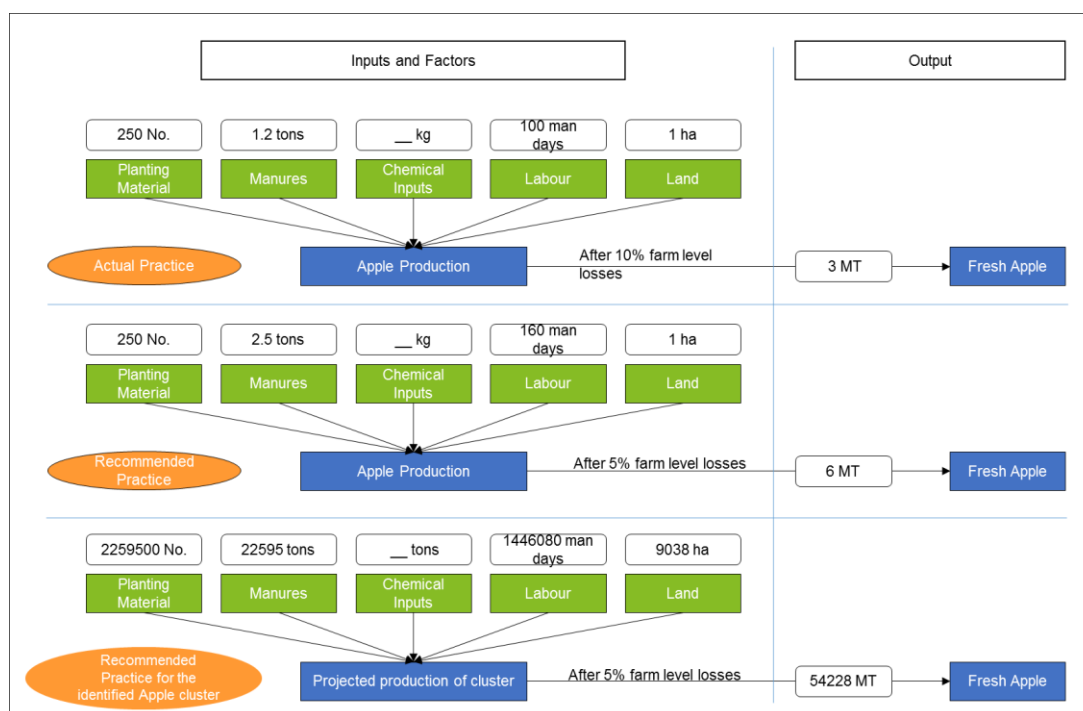 Inputs and Factors
Output
250 No.
1.2 tons
__ kg
100 man
days
1 ha
Planting
Material
Manures
Chemical
Inputs
Labour
Land
Actual Practice
Apple Production
After 10% farm level
losses
3 MT
Fresh Apple
250 No.
2.5 tons
__ kg
160 man
days
1 ha
Planting
Material
Manures
Chemical
Inputs
Labour
Land
Recommended
Practice
Apple Production
After 5% farm level losses
6 MT
Fresh Apple
2259500 No.
22595 tons
__ tons
1446080 man
days
9038 ha
Planting
Material
Manures
Chemical
Inputs
Labour
Land
Recommended
Practice for the
identified Apple cluster
Projected production of cluster
After 5% farm level losses
54228 MT
Fresh Apple